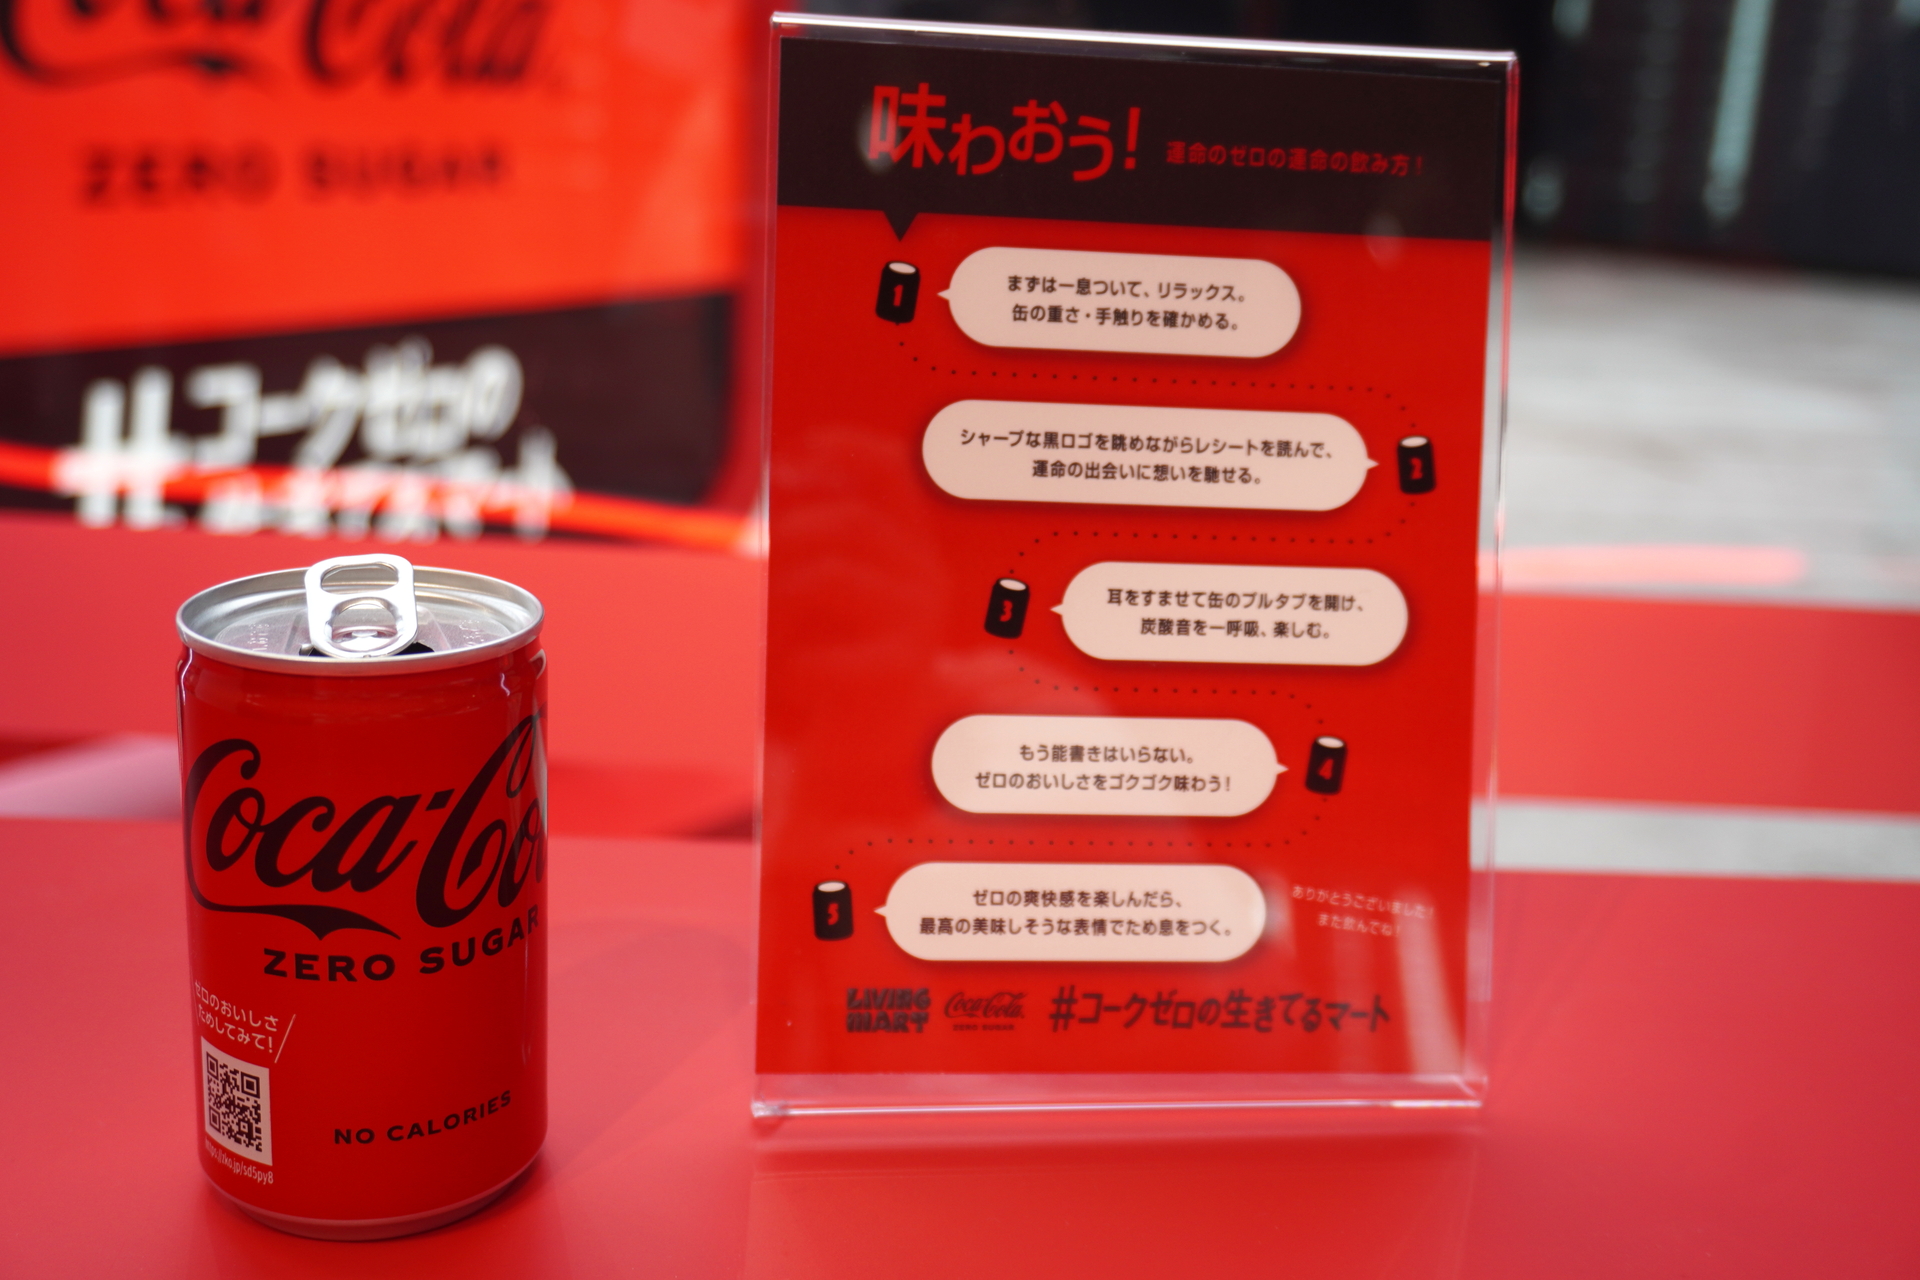 Coca-Cola
ZERO SUGAR
#コークゼロの
味わおう!
運命のゼロの運命の飲み方!
1
まずは一息ついて、リラックス。
缶の重さ・手触りを確かめる。
シャープな黒ロゴを眺めながらレシートを読んで、
運命の出会いに想いを馳せる。
2
3
耳をすませて缶のプルタブを開け、
炭酸音を一呼吸、楽しむ。
もう能書きはいらない。
ゼロのおいしさをゴクゴク味わう!
4
5
ゼロの爽快感を楽しんだら、
最高の美味しそうな表情でため息をつく。
ありがとうございました!
また飲んでね!
LIVING
MART
Coca-Cola
ZERO SUGAR
#コークゼロの生きてるマート
Coca-Co
ZERO SUGAR
ゼロのおいしさ
ためしてみて!
NO CALORIES